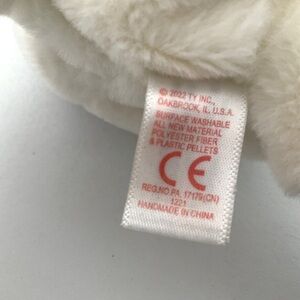 © 2022 TY INC.,
OAKBROOK, IL. U.S.A.
SURFACE WASHABLE
ALL NEW MATERIAL
POLYESTER FIBER
& PLASTIC PELLETS
CE
REG.NO.PA. 17179(CN)
1221
HANDMADE IN CHINA